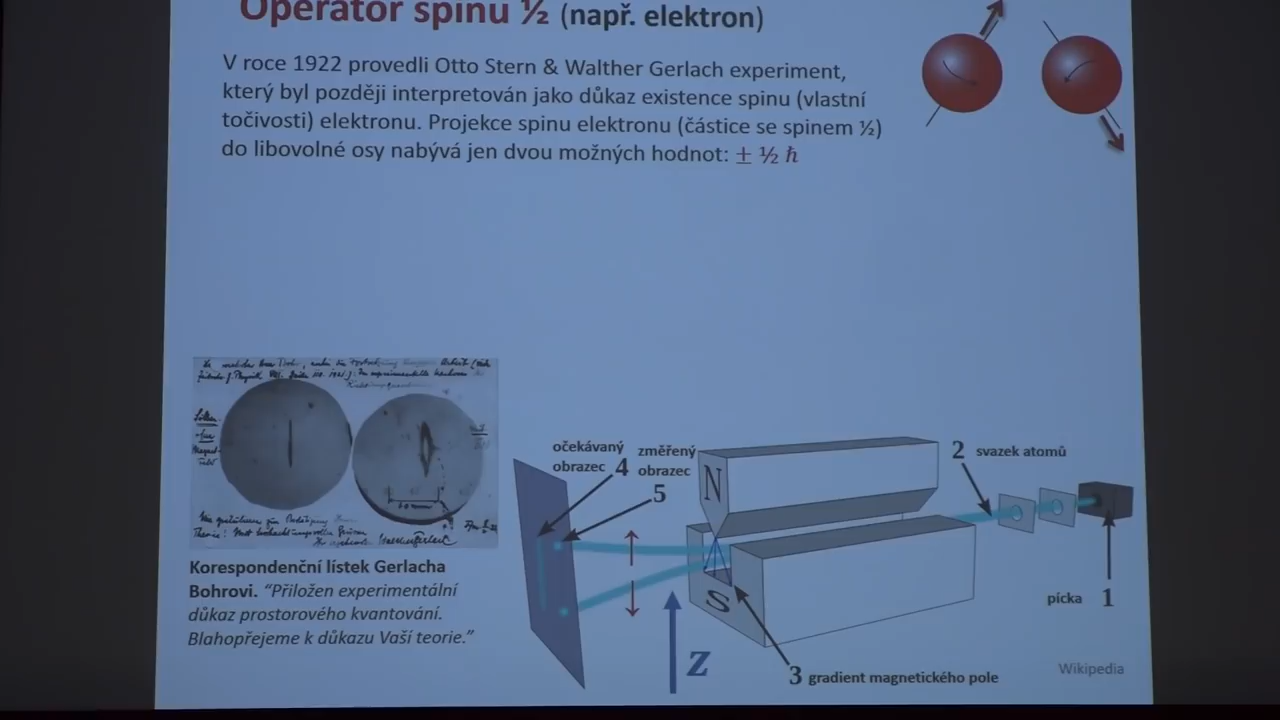 Operátor spinu ½ (např. elektron)
V roce 1922 provedli Otto Stern & Walther Gerlach experiment,
který byl později interpretován jako důkaz existence spinu (vlastní
točivosti) elektronu. Projekce spinu elektronu (částice se spinem ½)
do libovolné osy nabývá jen dvou možných hodnot: ± ½ ħ
Korespondenční lístek Gerlacha
Bohrovi. “Přiložen experimentální
důkaz prostorového kvantování.
Blahopřejeme k důkazu Vaší teorie.”
očekávaný
obrazec 4
změřený
obrazec
5
N
S
2 svazek atomů
pícka 1
z
3 gradient magnetického pole
Wikipedia